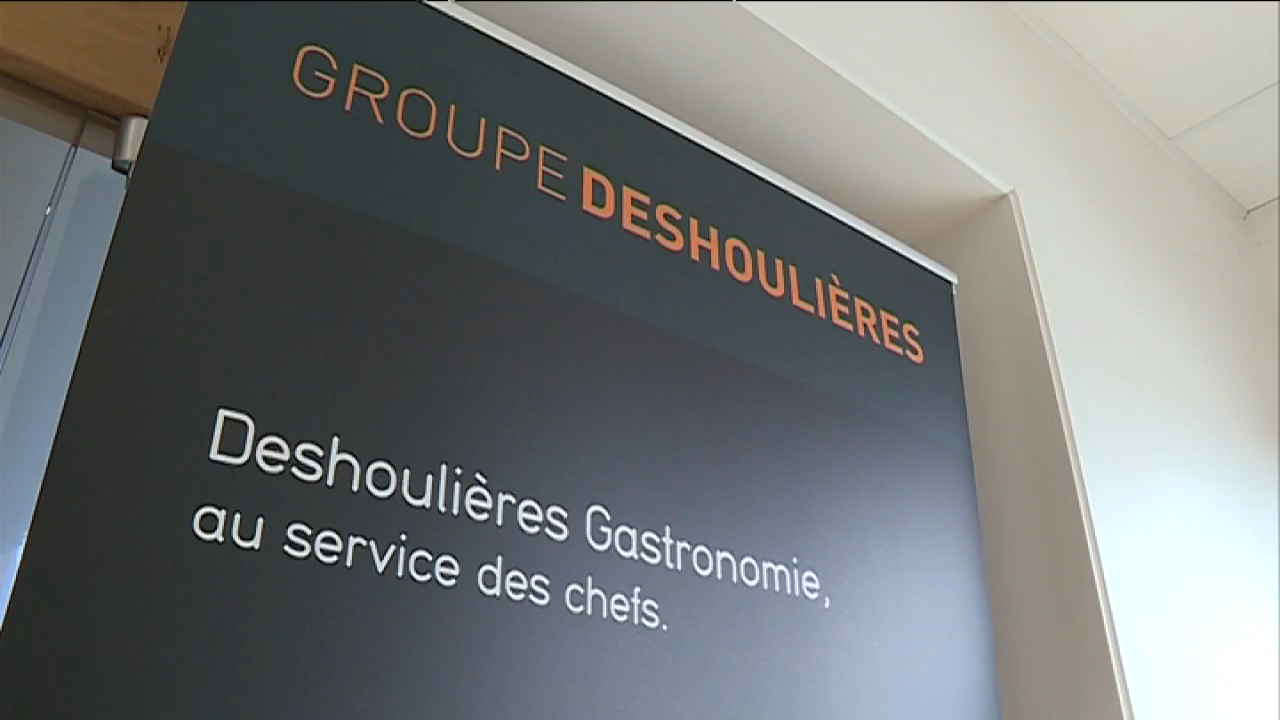 GROUPE DESHOULIÈRES
Deshoulières Gastronomie,
au service des chefs.